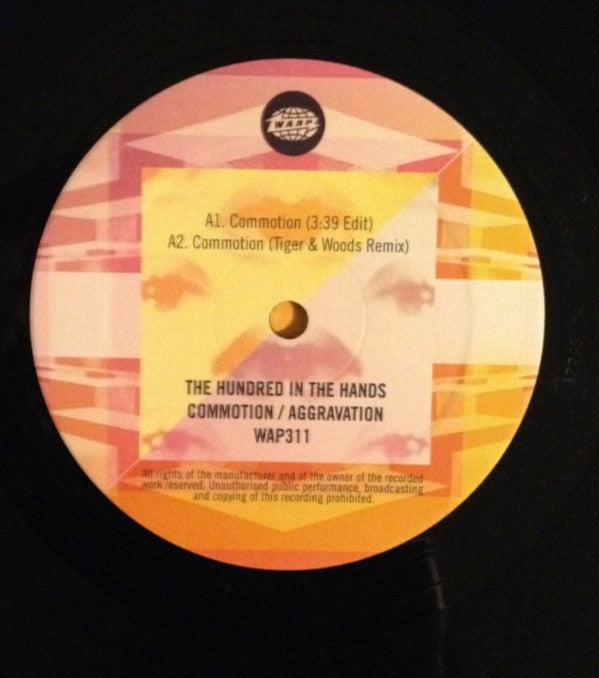 WARP
A1. Commotion (3:39 Edit)
A2. Commotion (Tiger & Woods Remix)
THE HUNDRED IN THE HANDS
COMMOTION / AGGRAVATION
WAP311
All rights of the manufacturer and of the owner of the recorded
work reserved. Unauthorised public performance, broadcasting
and copying of this recording prohibited.